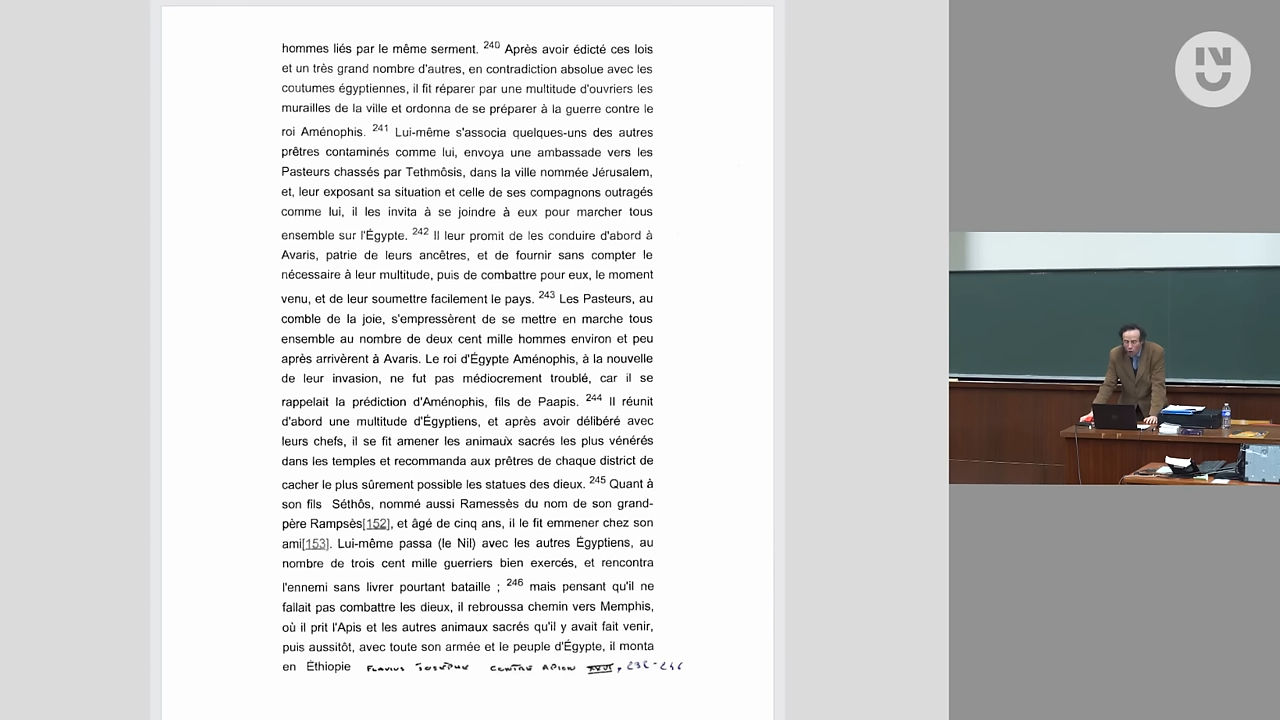 hommes liés par le même serment. 240 Après avoir édicté ces lois
et un très grand nombre d'autres, en contradiction absolue avec les
coutumes égyptiennes, il fit réparer par une multitude d'ouvriers les
murailles de la ville et ordonna de se préparer à la guerre contre le
roi Aménophis. 241 Lui-même s'associa quelques-uns des autres
prêtres contaminés comme lui, envoya une ambassade vers les
Pasteurs chassés par Tethmôsis, dans la ville nommée Jérusalem,
et, leur exposant sa situation et celle de ses compagnons outragés
comme lui, il les invita à se joindre à eux pour marcher tous
ensemble sur l'Égypte. 242 Il leur promit de les conduire d'abord à
Avaris, patrie de leurs ancêtres, et de fournir sans compter le
nécessaire à leur multitude, puis de combattre pour eux, le moment
venu, et de leur soumettre facilement le pays. 243 Les Pasteurs, au
comble de la joie, s'empressèrent de se mettre en marche tous
ensemble au nombre de deux cent mille hommes environ et peu
après arrivèrent à Avaris. Le roi d'Égypte Aménophis, à la nouvelle
de leur invasion, ne fut pas médiocrement troublé, car il se
rappelait la prédiction d'Aménophis, fils de Paapis. 244 Il réunit
d'abord une multitude d'Égyptiens, et après avoir délibéré avec
leurs chefs, il se fit amener les animaux sacrés les plus vénérés
dans les temples et recommanda aux prêtres de chaque district de
cacher le plus sûrement possible les statues des dieux. 245 Quant à
son fils Séthôs, nommé aussi Ramessès du nom de son grand-
père Rampsès[152], et âgé de cinq ans, il le fit emmener chez son
ami[153]. Lui-même passa (le Nil) avec les autres Égyptiens, au
nombre de trois cent mille guerriers bien exercés, et rencontra
l'ennemi sans livrer pourtant bataille ; 246 mais pensant qu'il ne
fallait pas combattre les dieux, il rebroussa chemin vers Memphis,
où il prit l'Apis et les autres animaux sacrés qu'il y avait fait venir,
puis aussitôt, avec toute son armée et le peuple d'Égypte, il monta
en Éthiopie FLAVIUS JOSEPHE CONTRE APION